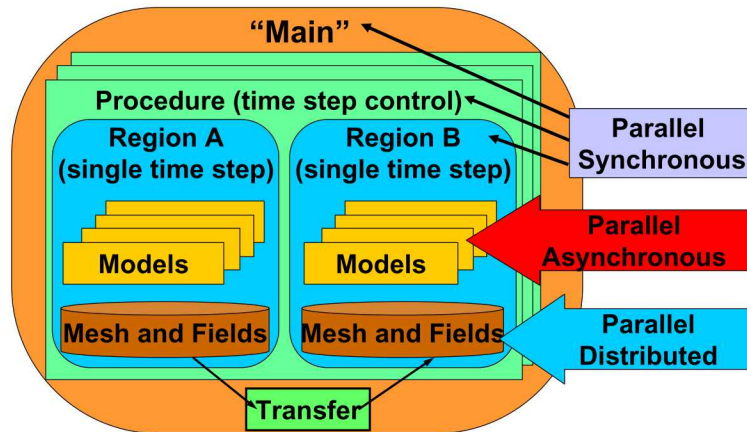 “Main”
Procedure (time step control)
Region A
(single time step)
Region B
(single time step)
Models
Models
Mesh and Fields
Mesh and Fields
Transfer
Parallel
Synchronous
Parallel
Asynchronous
Parallel
Distributed